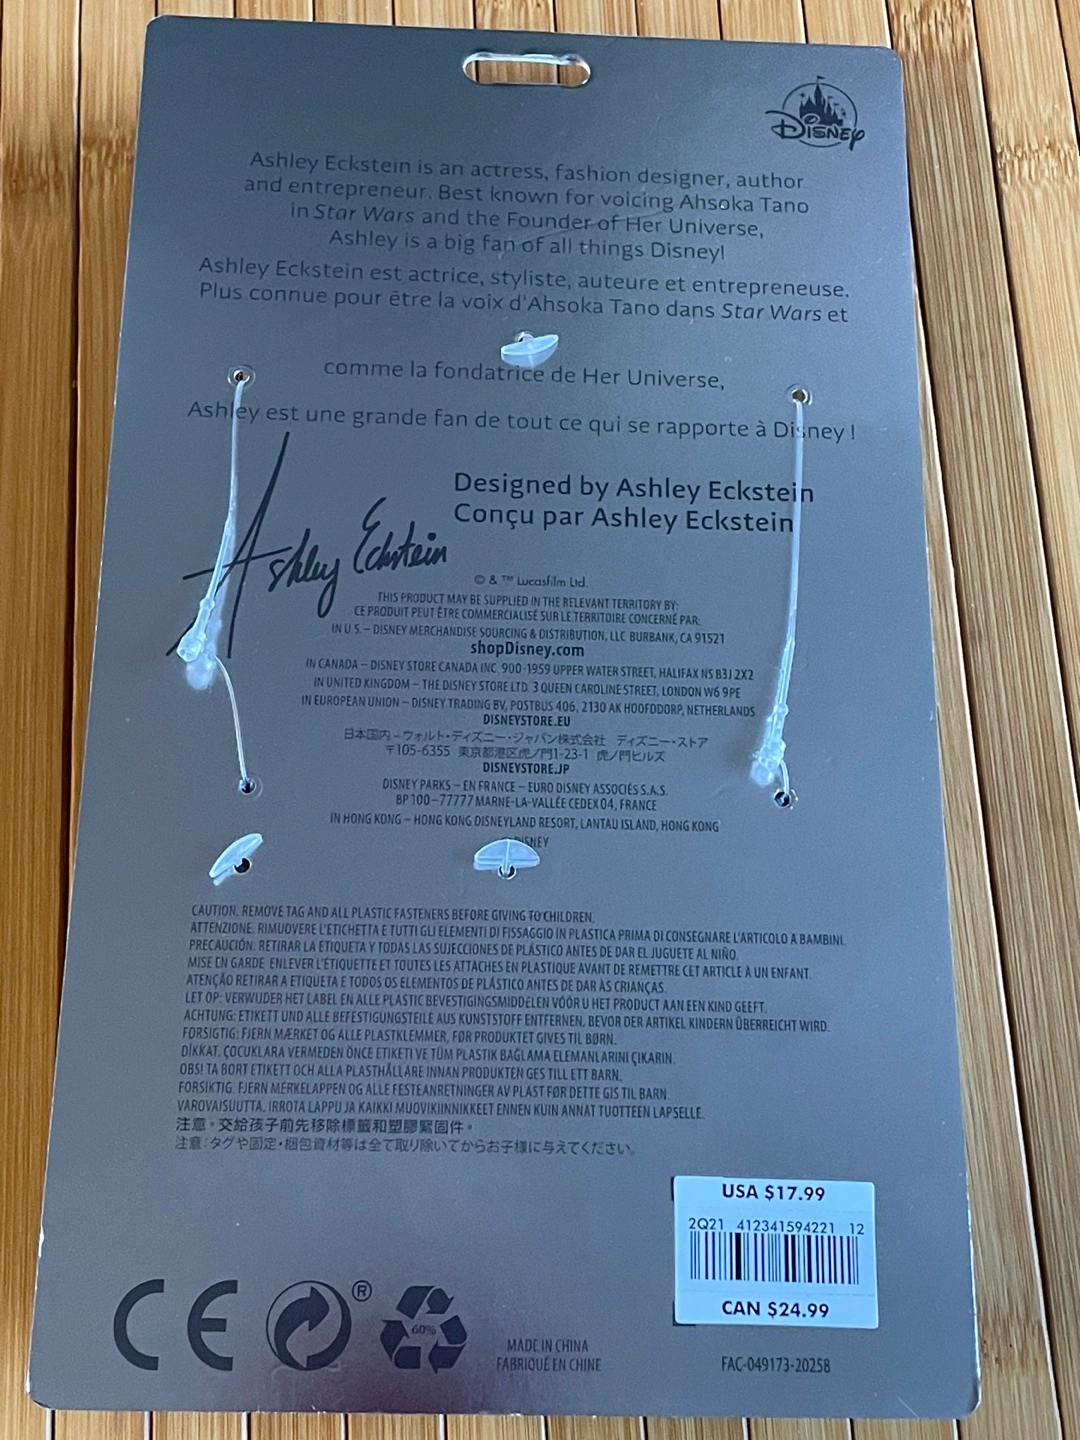 Disney
Ashley Eckstein is an actress, fashion designer, author
and entrepreneur. Best known for voicing Ahsoka Tano
in Star Wars and the Founder of Her Universe,
Ashley is a big fan of all things Disney!
Ashley Eckstein est actrice, styliste, auteure et entrepreneuse.
Plus connue pour être la voix d'Ahsoka Tano dans Star Wars et
comme la fondatrice de Her Universe,
Ashley est une grande fan de tout ce qui se rapporte à Disney !
Designed by Ashley Eckstein
Conçu par Ashley Eckstein
Ashley Eckstein
© & ™ Lucasfilm Ltd.
THIS PRODUCT MAY BE SUPPLIED IN THE RELEVANT TERRITORY BY:
CE PRODUIT PEUT ÊTRE COMMERCIALISÉ SUR LE TERRITOIRE CONCERNÉ PAR:
IN U.S. – DISNEY MERCHANDISE SOURCING & DISTRIBUTION, LLC BURBANK, CA 91521
shopDisney.com
IN CANADA – DISNEY STORE CANADA INC. 900-1959 UPPER WATER STREET, HALIFAX NS B3J 2X2
IN UNITED KINGDOM – THE DISNEY STORE LTD. 3 QUEEN CAROLINE STREET, LONDON W6 9PE
IN EUROPEAN UNION – DISNEY TRADING BV, POSTBUS 406, 2130 AK HOOFDDORP, NETHERLANDS
DISNEYSTORE.EU
日本国内 – ウォルト・ディズニー・ジャパン株式会社 ディズニー・ストア
〒105-6355 東京都港区虎ノ門1-23-1 虎ノ門ヒルズ
DISNEYSTORE.JP
DISNEY PARKS – EN FRANCE – EURO DISNEY ASSOCIÉS S.A.S.
BP 100 – 77777 MARNE-LA-VALLÉE CEDEX 04, FRANCE
IN HONG KONG – HONG KONG DISNEYLAND RESORT, LANTAU ISLAND, HONG KONG
DISNEY
CAUTION. REMOVE TAG AND ALL PLASTIC FASTENERS BEFORE GIVING TO CHILDREN.
ATTENZIONE. RIMUOVERE L'ETICHETTA E TUTTI GLI ELEMENTI DI FISSAGGIO IN PLASTICA PRIMA DI CONSEGNARE L'ARTICOLO A BAMBINI.
PRECAUCIÓN. RETIRAR LA ETIQUETA Y TODAS LAS SUJECCIONES DE PLÁSTICO ANTES DE DAR EL JUGUETE AL NIÑO.
MISE EN GARDE. ENLEVER L'ÉTIQUETTE ET TOUTES LES ATTACHES EN PLASTIQUE AVANT DE REMETTRE CET ARTICLE À UN ENFANT.
ATENÇÃO RETIRAR A ETIQUETA E TODOS OS ELEMENTOS DE PLÁSTICO ANTES DE DAR ÀS CRIANÇAS.
LET OP: VERWIJDER HET LABEL EN ALLE PLASTIC BEVESTIGINGSMIDDELEN VÓÓR U HET PRODUCT AAN EEN KIND GEEFT.
ACHTUNG: ETIKETT UND ALLE BEFESTIGUNGSTEILE AUS KUNSTSTOFF ENTFERNEN, BEVOR DER ARTIKEL KINDERN ÜBERREICHT WIRD.
FORSIGTIG: FJERN MÆRKET OG ALLE PLASTKLEMMER, FØR PRODUKTET GIVES TIL BØRN.
DİKKAT. ÇOCUKLARA VERMEDEN ÖNCE ETİKETİ VE TÜM PLASTİK BAĞLAMA ELEMANLARINI ÇIKARIN.
OBS! TA BORT ETIKETT OCH ALLA PLASTHÅLLARE INNAN PRODUKTEN GES TILL ETT BARN.
FORSIKTIG. FJERN MERKELAPPEN OG ALLE FESTEANRETNINGER AV PLAST FØR DETTE GIS TIL BARN.
VAROVAISUUTTA. IRROTA LAPPU JA KAIKKI MUOVIKIINNIKKEET ENNEN KUIN ANNAT TUOTTEEN LAPSELLE.
注意。交給孩子前先移除標籤和塑膠緊固件。
注意：タグや固定・梱包資材等は全て取り除いてからお子様に与えてください。
USA $17.99
2Q21 412341594221 12
CAN $24.99
CE
®
60%
MADE IN CHINA
FABRIQUÉ EN CHINE
FAC-049173-20258